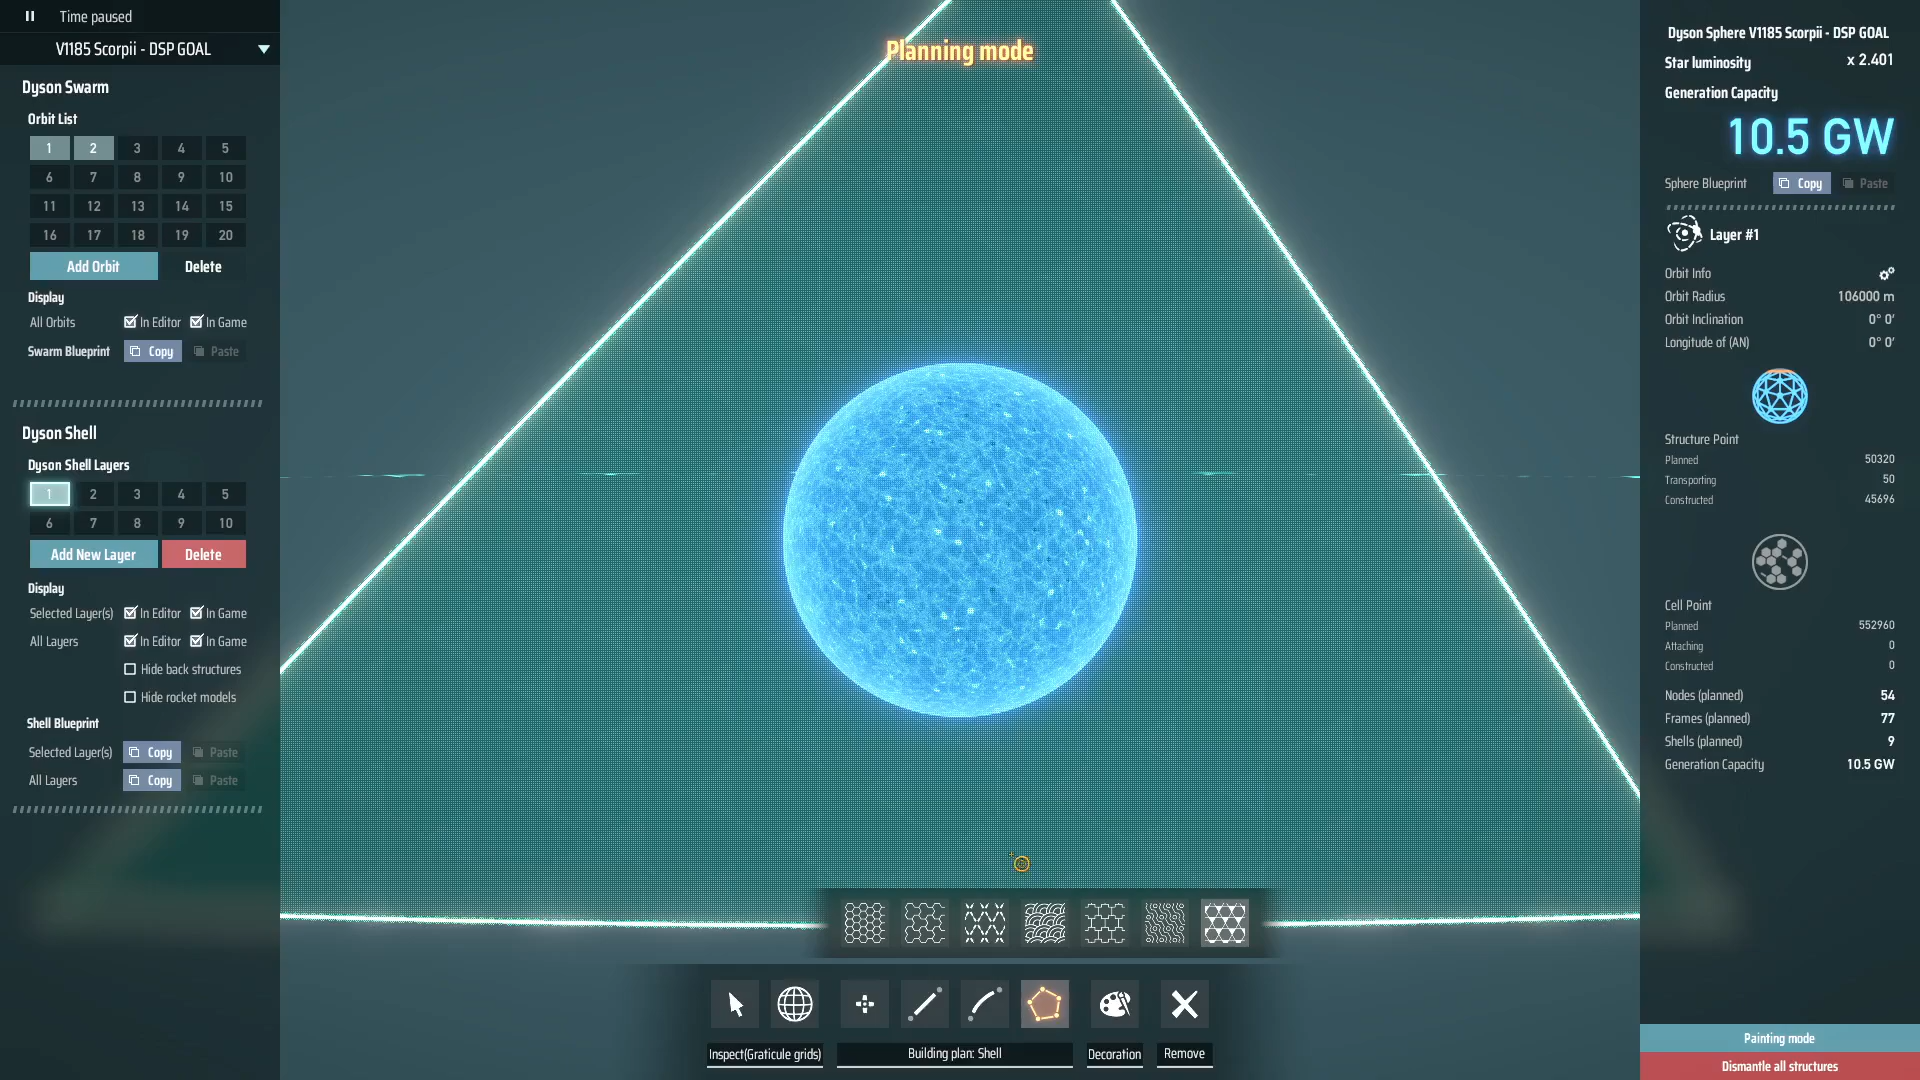 Time paused
V1185 Scorpii - DSP GOAL
Dyson Swarm
Orbit List
1 2 3 4 5
6 7 8 9 10
11 12 13 14 15
16 17 18 19 20
Add Orbit Delete
Display
All Orbits In Editor In Game
Swarm Blueprint Copy Paste
Dyson Shell
Dyson Shell Layers
1 2 3 4 5
6 7 8 9 10
Add New Layer Delete
Display
Selected Layer(s) In Editor In Game
All Layers In Editor In Game
Hide back structures
Hide rocket models
Shell Blueprint
Selected Layer(s) Copy Paste
All Layers Copy Paste
Planning mode
Inspect(Graticule grids) Building plan: Shell Decoration Remove
Dyson Sphere V1185 Scorpii - DSP GOAL
Star luminosity x 2.401
Generation Capacity
10.5 GW
Sphere Blueprint Copy Paste
Layer #1
Orbit Info
Orbit Radius 106000 m
Orbit Inclination 0° 0′
Longitude of (AN) 0° 0′
Structure Point
Planned 50320
Transporting 50
Constructed 45696
Cell Point
Planned 552960
Attaching 0
Constructed 0
Nodes (planned) 54
Frames (planned) 77
Shells (planned) 9
Generation Capacity 10.5 GW
Painting mode
Dismantle all structures